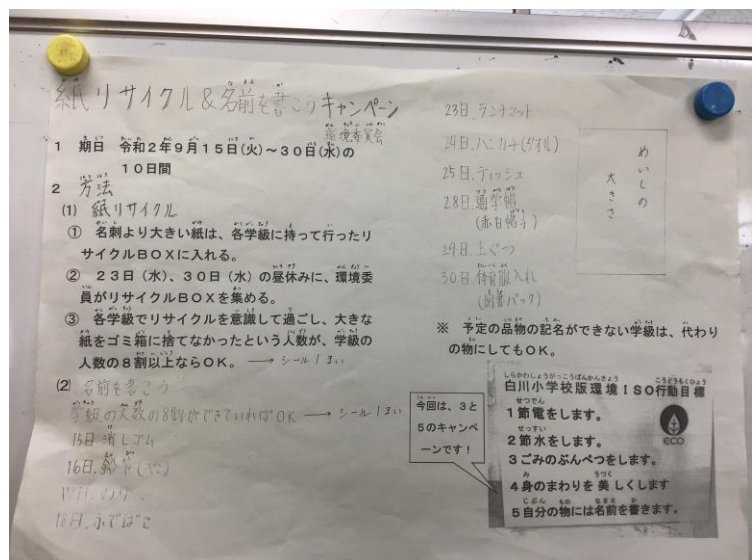 紙リサイクル&名前を書こうキャンペーン
環境委員会
1 期日 令和2年9月15日(火)～30日(水)の
10日間
2 方法
(1) 紙リサイクル
① 名刺より大きい紙は、各学級に持って行ったリ
サイクルBOXに入れる。
② 23日(水)、30日(水)の昼休みに、環境委
員がリサイクルBOXを集める。
③ 各学級でリサイクルを意識して過ごし、大きな
紙をゴミ箱に捨てなかったという人数が、学級の
人数の8割以上ならOK。 → シール1まい
(2) 名前を書こう
学級の人数の8割ができていればOK → シール1まい
15日.消しゴム
16日.鉛筆
17日.のり
18日.ふでばこ
23日.ランチマット
24日.ハンカチ(タオル)
25日.ティッシュ
28日.通学帽
(赤白帽子)
29日.上ぐつ
30日.体育服入れ
(図書バック)
めいしの
大きさ
※ 予定の品物の記名ができない学級は、代わり
の物にしてもOK。
今回は、3と
5のキャンペ
ーンです!
白川小学校版環境ISO行動目標
1節電をします。
2節水をします。
3ごみのぶんべつをします。
4身のまわりを美しくします
5自分の物には名前を書きます。
ECO